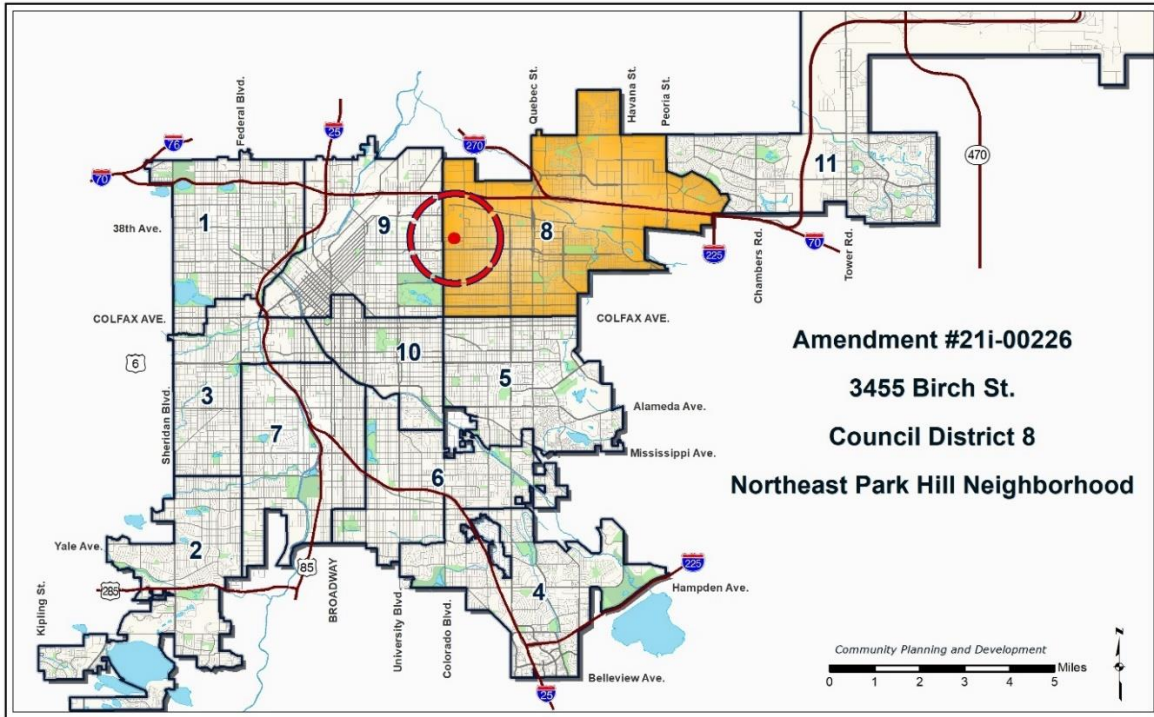 Federal Blvd.
Quebec St.
Havana St.
Peoria St.
76
25
270
70
470
11
1
38th Ave.
9
8
225
Chambers Rd.
70
Tower Rd.
COLFAX AVE.
COLFAX AVE.
6
10
5
Amendment #21i-00226
3455 Birch St.
Council District 8
Northeast Park Hill Neighborhood
3
Sheridan Blvd.
7
Alameda Ave.
Mississippi Ave.
6
Yale Ave.
2
285
85
BROADWAY
University Blvd.
Colorado Blvd.
4
225
Hampden Ave.
Kipling St.
Belleview Ave.
25
Community Planning and Development
Miles
0 1 2 3 4 5
N